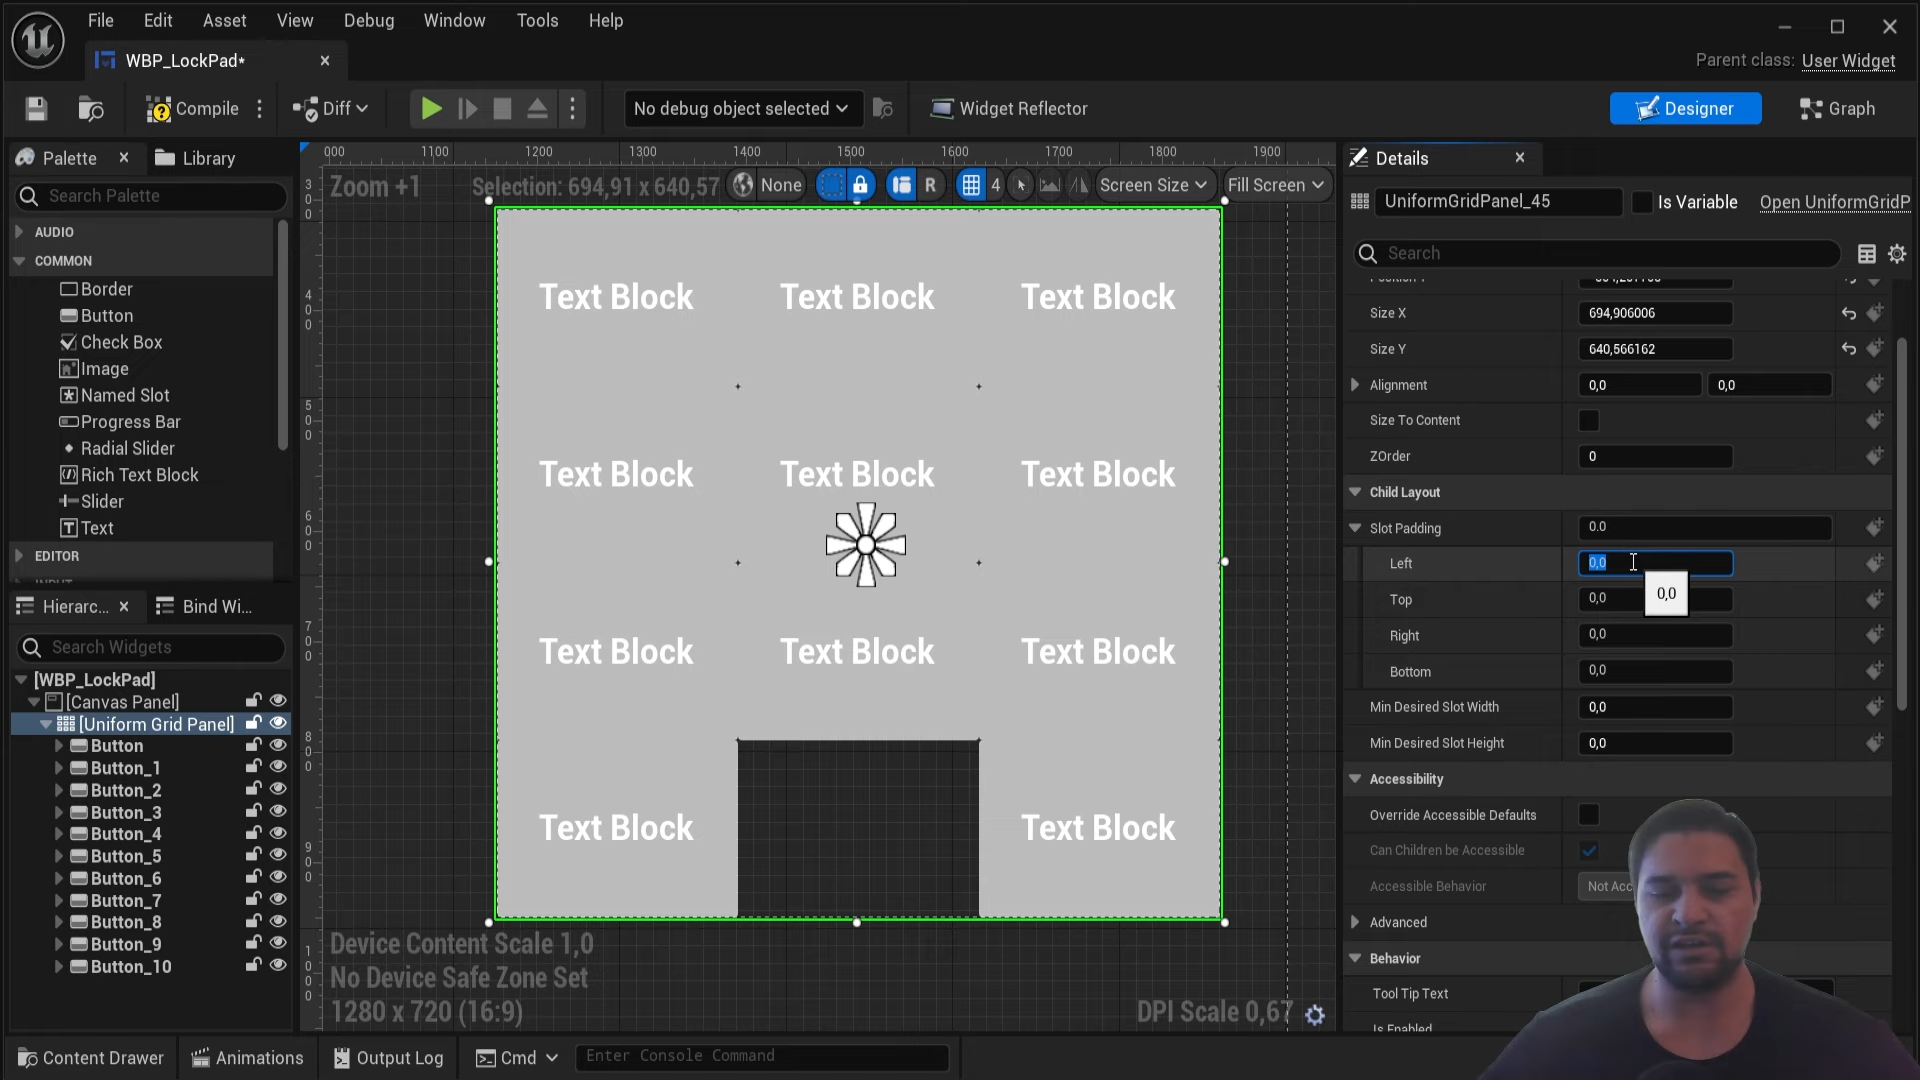 File Edit Asset View Debug Window Tools Help
WBP_LockPad*
Parent class: User Widget
Compile Diff No debug object selected Widget Reflector Designer Graph
Palette Library
Search Palette
AUDIO
COMMON
Border
Button
Check Box
Image
Named Slot
Progress Bar
Radial Slider
Rich Text Block
Slider
Text
EDITOR
Hierarc... Bind Wi...
Search Widgets
[WBP_LockPad]
[Canvas Panel]
[Uniform Grid Panel]
Button
Button_1
Button_2
Button_3
Button_4
Button_5
Button_6
Button_7
Button_8
Button_9
Button_10
000 1100 1200 1300 1400 1500 1600 1700 1800 1900
Zoom +1 Selection: 694,91 x 640,57 None R 4 Screen Size Fill Screen
Text Block Text Block Text Block
Text Block Text Block Text Block
Text Block Text Block Text Block
Text Block Text Block
Device Content Scale 1,0
No Device Safe Zone Set
1280 x 720 (16:9) DPI Scale 0,67
Details
UniformGridPanel_45 Is Variable Open UniformGridP
Search
Size X 694,906006
Size Y 640,566162
Alignment 0,0 0,0
Size To Content
ZOrder 0
Child Layout
Slot Padding 0.0
Left 0,0
0,0
Top 0,0
Right 0,0
Bottom 0,0
Min Desired Slot Width 0,0
Min Desired Slot Height 0,0
Accessibility
Override Accessible Defaults
Can Children be Accessible
Accessible Behavior Not Acc
Advanced
Behavior
Tool Tip Text
Is Enabled
Content Drawer Animations Output Log Cmd Enter Console Command